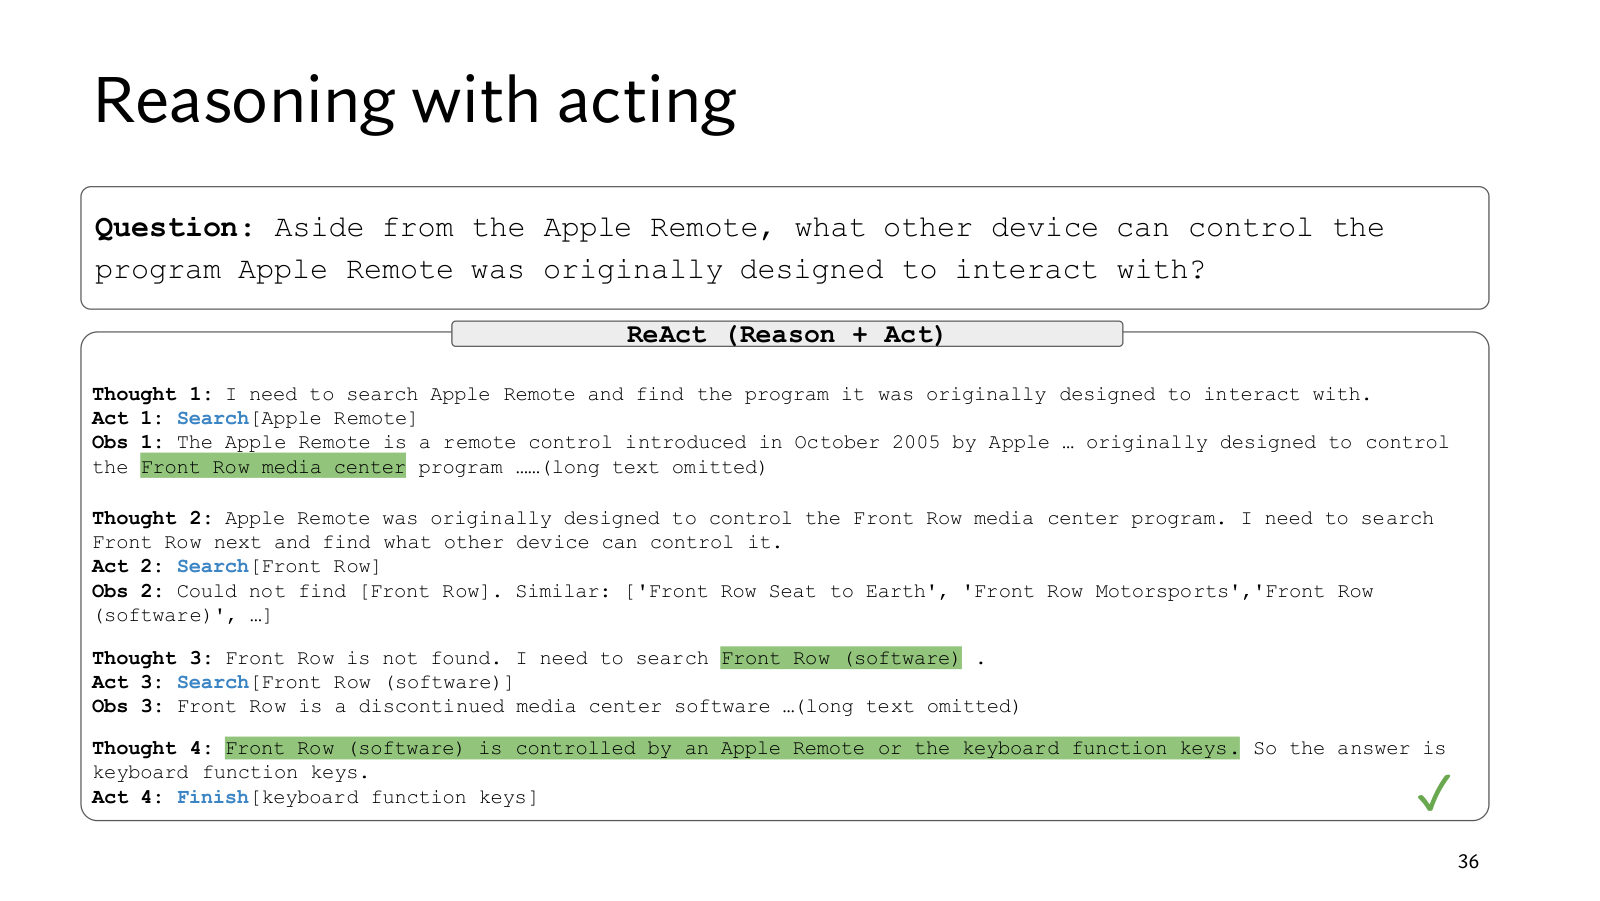 Reasoning with acting
Question: Aside from the Apple Remote, what other device can control the
program Apple Remote was originally designed to interact with?
ReAct (Reason + Act)
Thought 1: I need to search Apple Remote and find the program it was originally designed to interact with.
Act 1: Search[Apple Remote]
Obs 1: The Apple Remote is a remote control introduced in October 2005 by Apple … originally designed to control
the Front Row media center program ……(long text omitted)
Thought 2: Apple Remote was originally designed to control the Front Row media center program. I need to search
Front Row next and find what other device can control it.
Act 2: Search[Front Row]
Obs 2: Could not find [Front Row]. Similar: ['Front Row Seat to Earth', 'Front Row Motorsports','Front Row
(software)', …]
Thought 3: Front Row is not found. I need to search Front Row (software) .
Act 3: Search[Front Row (software)]
Obs 3: Front Row is a discontinued media center software …(long text omitted)
Thought 4: Front Row (software) is controlled by an Apple Remote or the keyboard function keys. So the answer is
keyboard function keys.
Act 4: Finish[keyboard function keys]
36